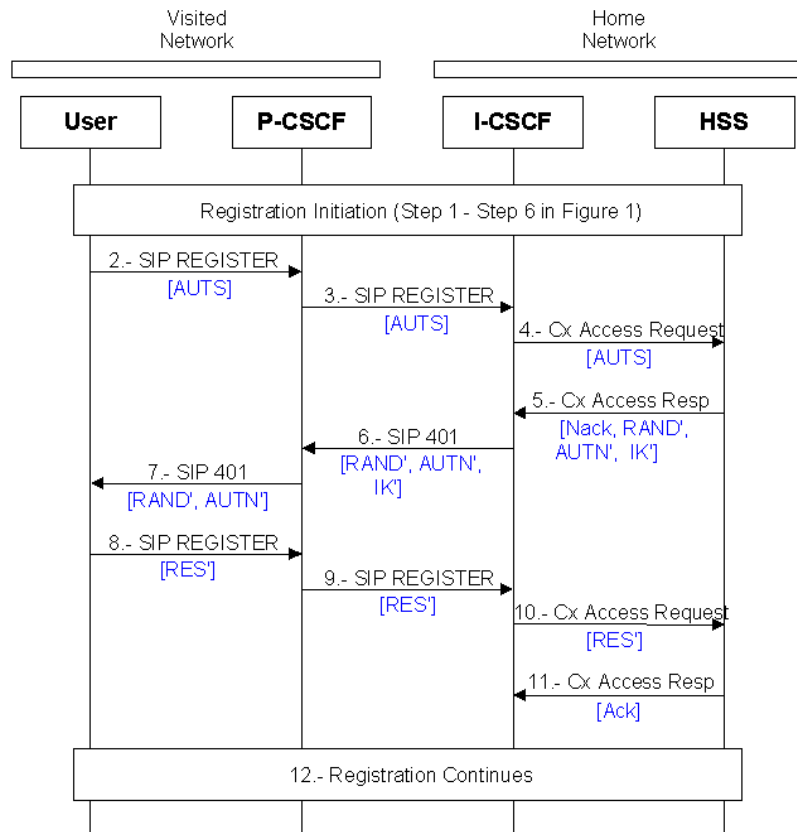 Visited
Network
Home
Network
User
P-CSCF
I-CSCF
HSS
Registration Initiation (Step 1 - Step 6 in Figure 1)
2.- SIP REGISTER
[AUTS]
3.- SIP REGISTER
[AUTS]
4.- Cx Access Request
[AUTS]
5.- Cx Access Resp
[Nack, RAND',
AUTN', IK']
6.- SIP 401
[RAND', AUTN',
IK']
7.- SIP 401
[RAND', AUTN']
8.- SIP REGISTER
[RES']
9.- SIP REGISTER
[RES']
10.- Cx Access Request
[RES']
11.- Cx Access Resp
[Ack]
12.- Registration Continues